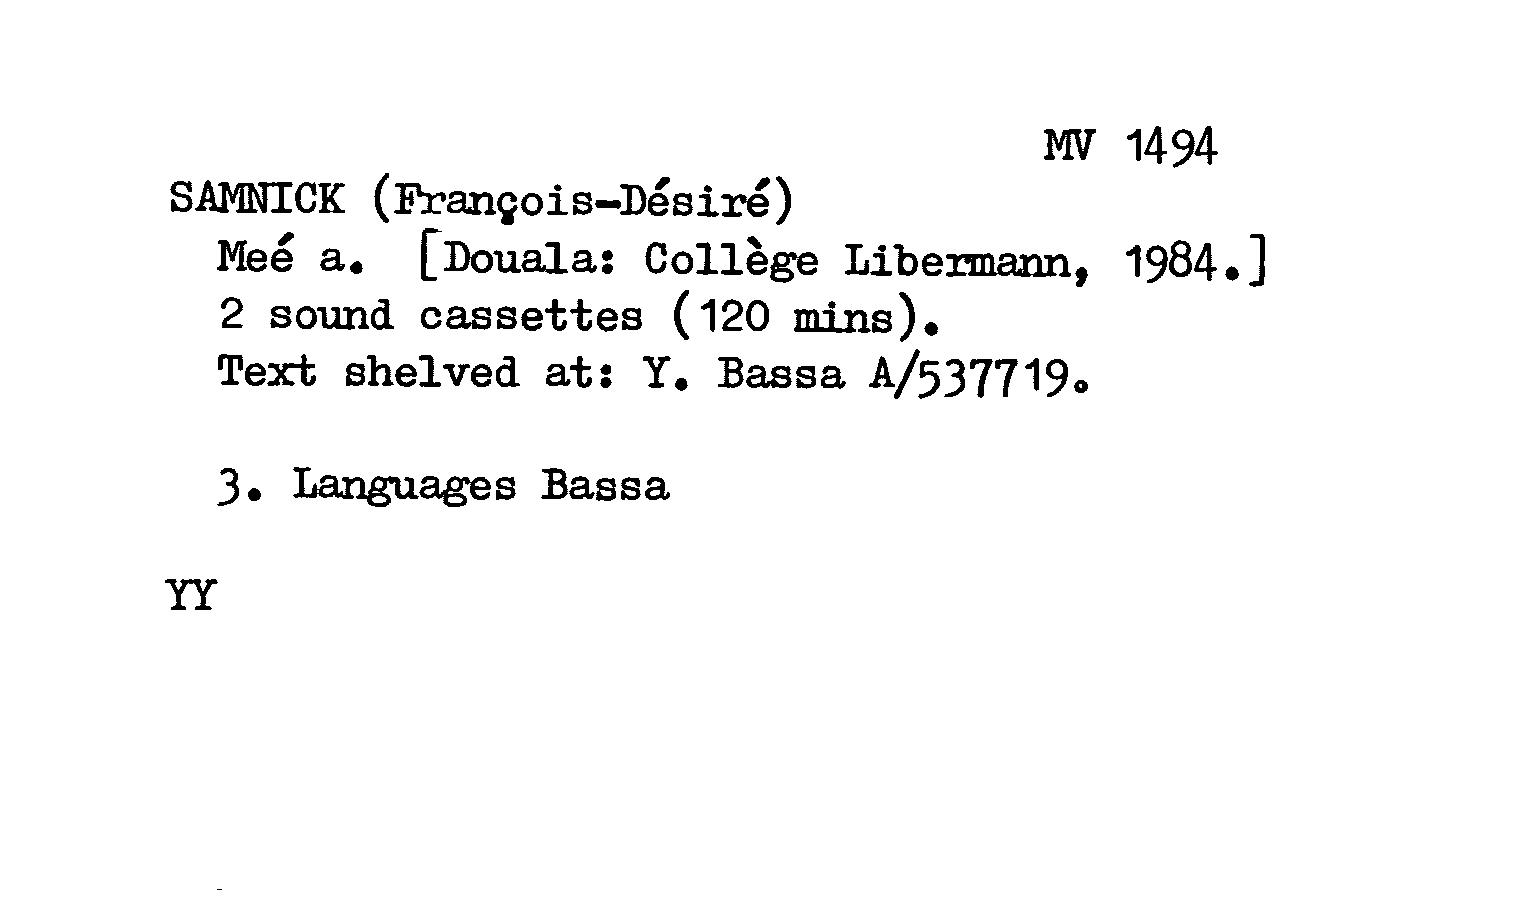 MV 1494
SAMNICK (François-Désiré)
Meé a. [Douala: Collège Libermann, 1984.]
2 sound cassettes (120 mins).
Text shelved at: Y. Bassa A/537719.
3. Languages Bassa
YY